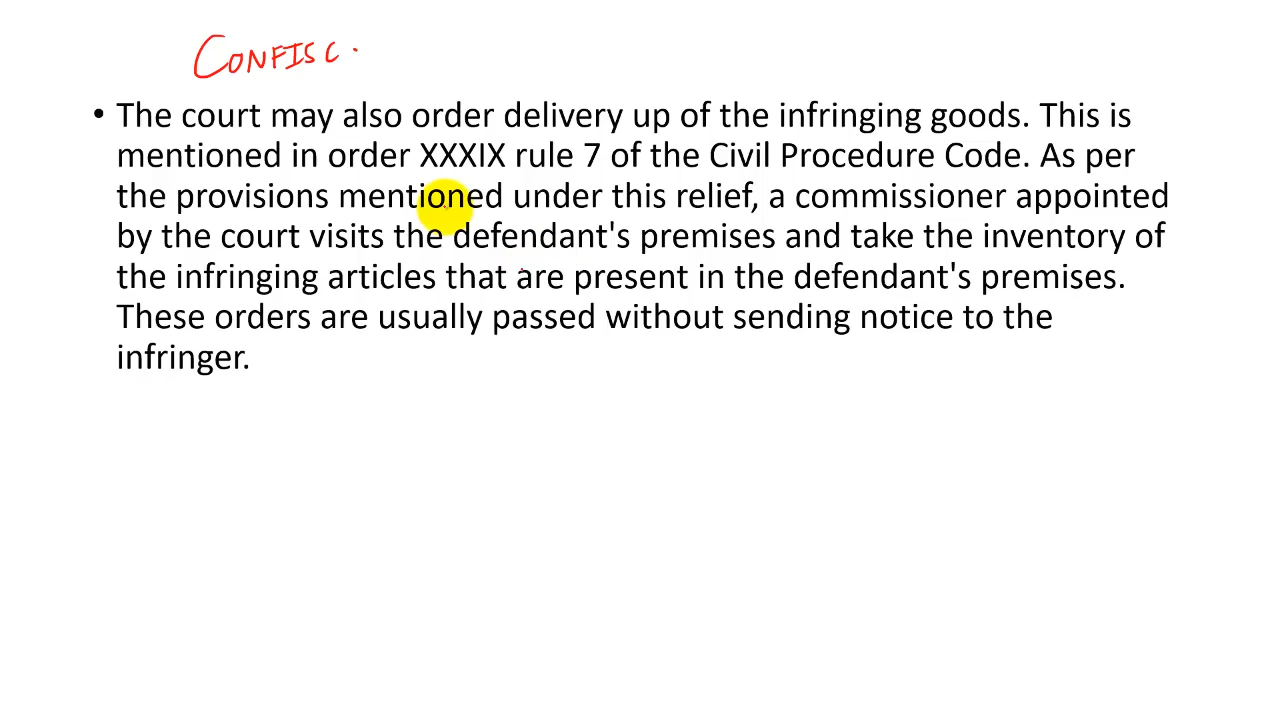 CONFISC.
• The court may also order delivery up of the infringing goods. This is
mentioned in order XXXIX rule 7 of the Civil Procedure Code. As per
the provisions mentioned under this relief, a commissioner appointed
by the court visits the defendant's premises and take the inventory of
the infringing articles that are present in the defendant's premises.
These orders are usually passed without sending notice to the
infringer.